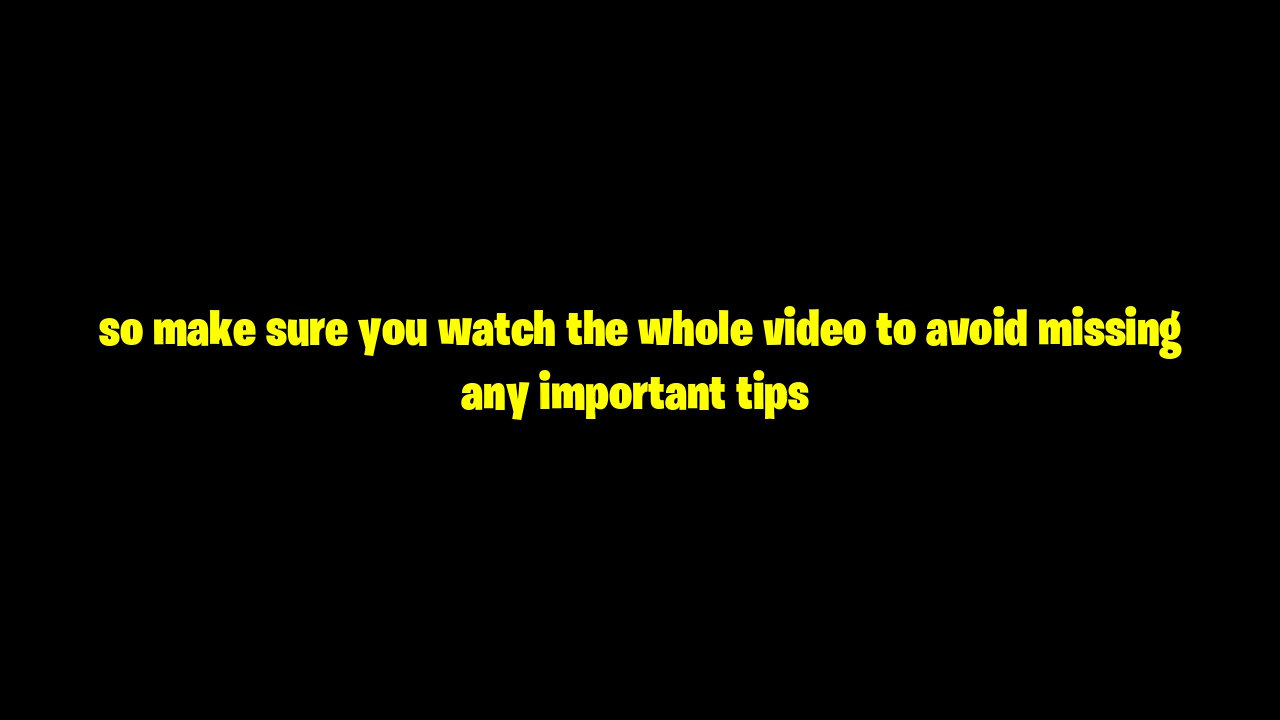 so make sure you watch the whole video to avoid missing
any important tips